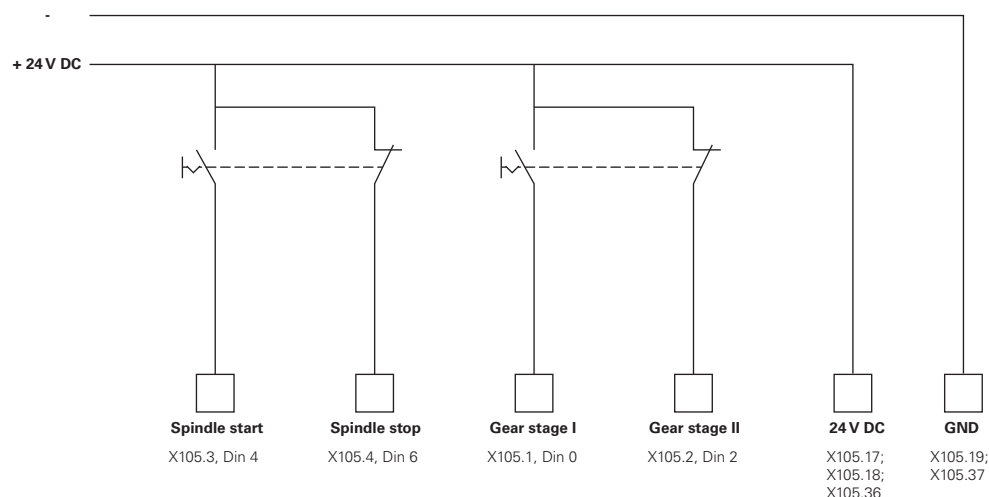 -
+ 24 V DC
Spindle start
Spindle stop
Gear stage I
Gear stage II
24 V DC
GND
X105.3, Din 4
X105.4, Din 6
X105.1, Din 0
X105.2, Din 2
X105.17;
X105.18;
X105.36
X105.19;
X105.37